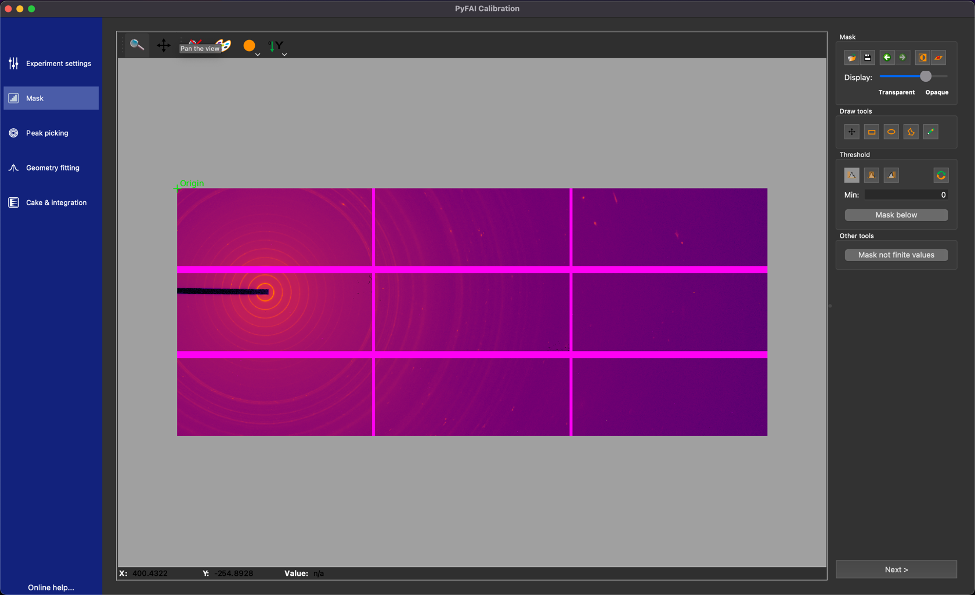 PyFAI Calibration
Experiment settings
Mask
Peak picking
Geometry fitting
Cake & integration
Online help...
Pan the view
Y
Origin
X: 400.4322 Y: -254.8928 Value: n/a
Mask
Display:
Transparent Opaque
Draw tools
Threshold
Min: 0
Mask below
Other tools
Mask not finite values
Next >